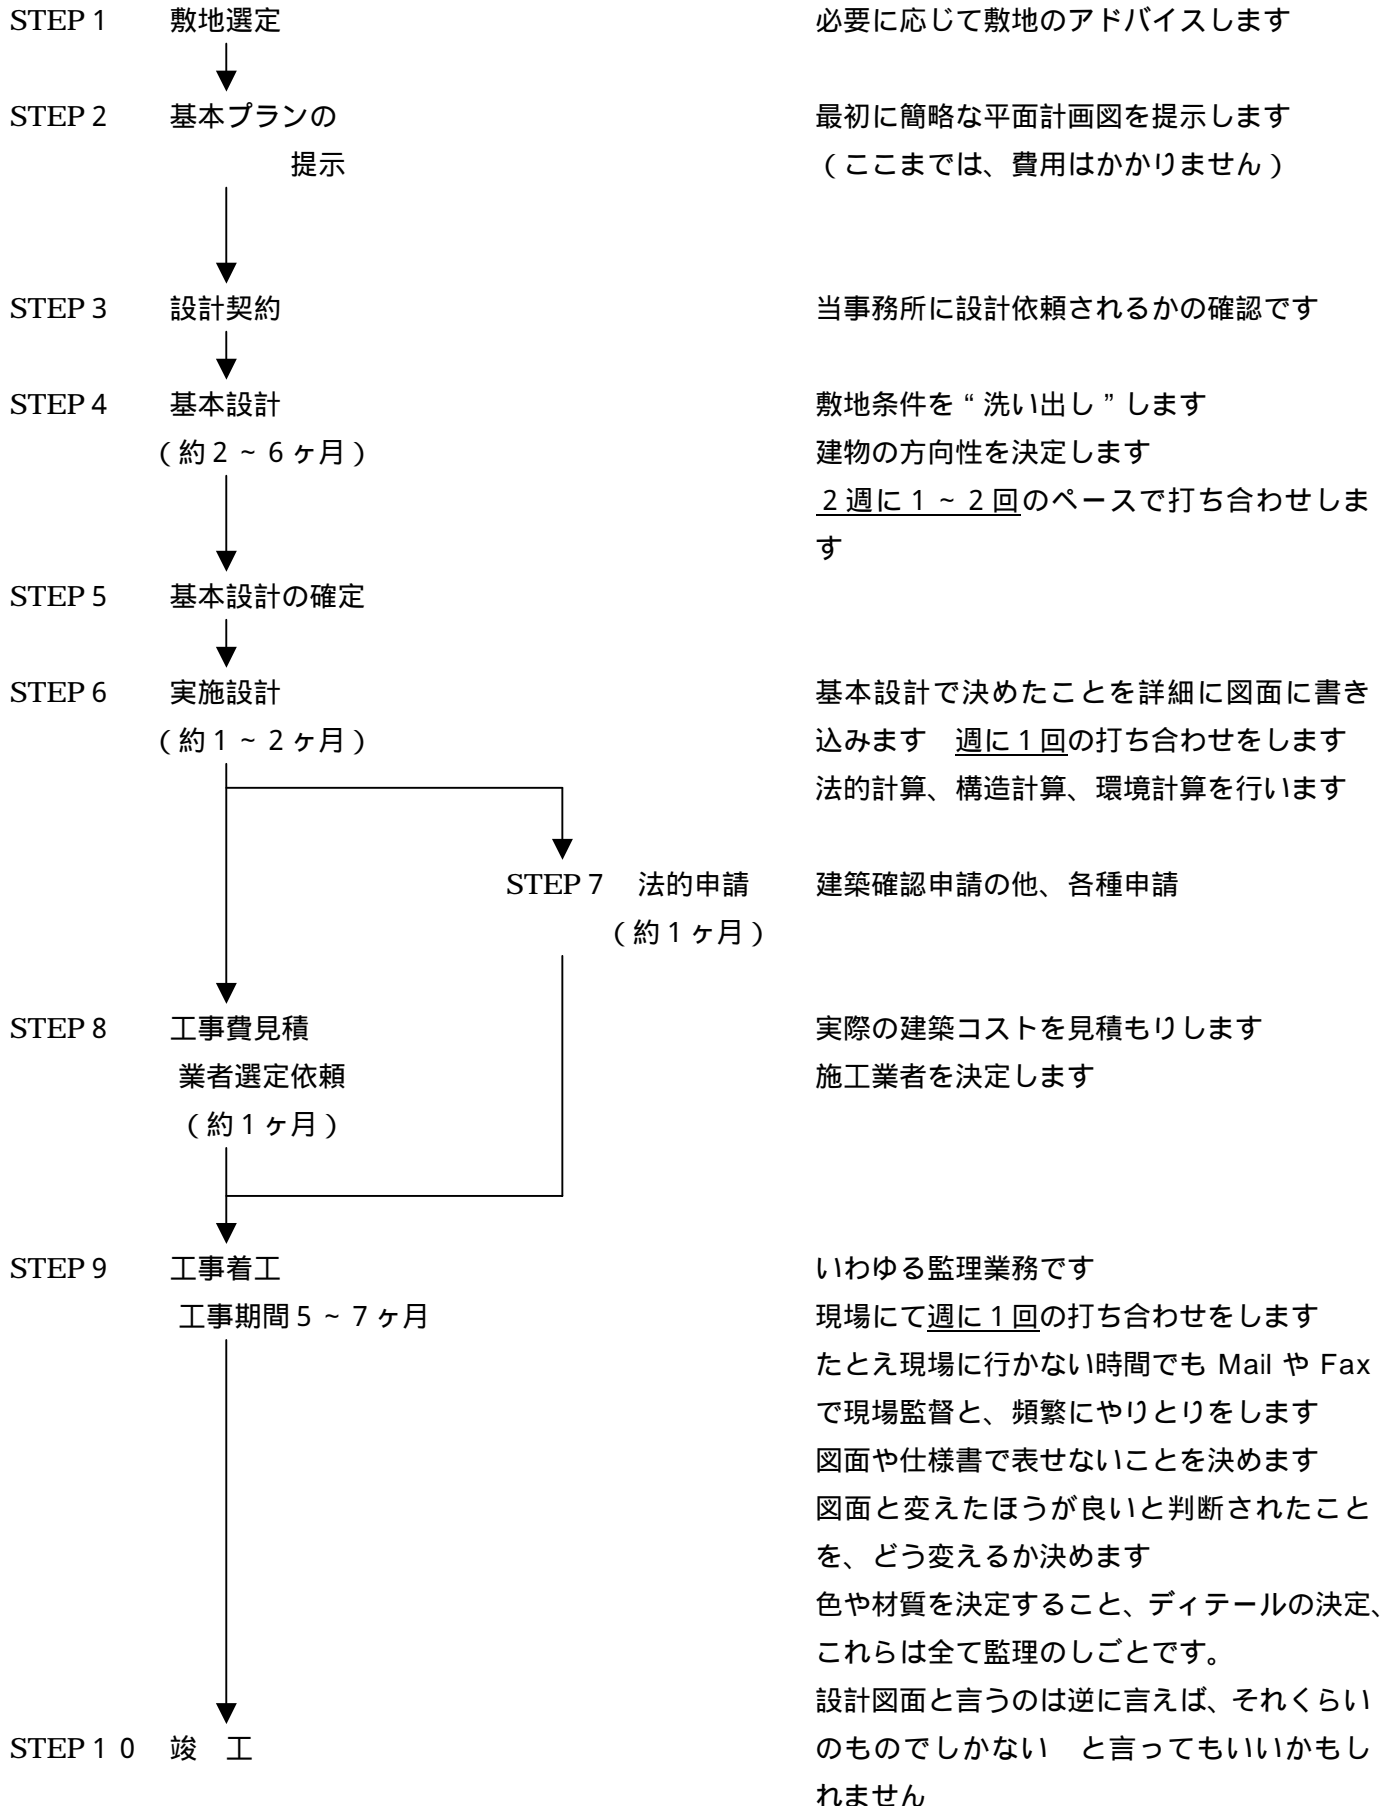 STEP 1　敷地選定　必要に応じて敷地のアドバイスします
STEP 2　基本プランの　最初に簡略な平面計画図を提示します
提示　（ここまでは、費用はかかりません）
STEP 3　設計契約　当事務所に設計依頼されるかの確認です
STEP 4　基本設計　敷地条件を“洗い出し”します
（約２～６ヶ月）　建物の方向性を決定します
２週に１～２回のペースで打ち合わせしま
す
STEP 5　基本設計の確定
STEP 6　実施設計　基本設計で決めたことを詳細に図面に書き
（約１～２ヶ月）　込みます　週に１回の打ち合わせをします
法的計算、構造計算、環境計算を行います
STEP 7　法的申請　建築確認申請の他、各種申請
（約１ヶ月）
STEP 8　工事費見積　実際の建築コストを見積もりします
業者選定依頼　施工業者を決定します
（約１ヶ月）
STEP 9　工事着工　いわゆる監理業務です
工事期間５～７ヶ月　現場にて週に１回の打ち合わせをします
たとえ現場に行かない時間でも Mail や Fax
で現場監督と、頻繁にやりとりをします
図面や仕様書で表せないことを決めます
図面と変えたほうが良いと判断されたこと
を、どう変えるか決めます
色や材質を決定すること、ディテールの決定、
これらは全て監理のしごとです。
設計図面と言うのは逆に言えば、それくらい
STEP１０　竣　工　のものでしかない　と言ってもいいかもし
れません